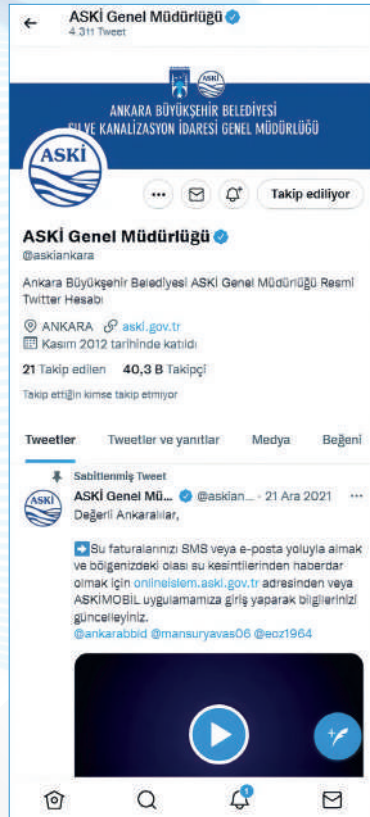 ASKİ Genel Müdürlüğü
4.311 Tweet
ASKİ
ANKARA BÜYÜKŞEHİR BELEDİYESİ
SU VE KANALİZASYON İDARESİ GENEL MÜDÜRLÜĞÜ
ASKİ
Takip ediliyor
ASKİ Genel Müdürlüğü
@askiankara
Ankara Büyükşehir Belediyesi ASKİ Genel Müdürlüğü Resmi
Twitter Hesabı
ANKARA aski.gov.tr
Kasım 2012 tarihinde katıldı
21 Takip edilen 40,3 B Takipçi
Takip ettiğin kimse takip etmiyor
Tweetler Tweetler ve yanıtlar Medya Beğeni
Sabitlenmiş Tweet
ASKİ
ASKİ Genel Mü... @askian... · 21 Ara 2021 ...
Değerli Ankaralılar,
Su faturalarınızı SMS veya e-posta yoluyla almak
ve bölgenizdeki olası su kesintilerinden haberdar
olmak için onlineislem.aski.gov.tr adresinden veya
ASKİMOBİL uygulamamıza giriş yaparak bilgilerinizi
güncelleyiniz.
@ankarabbld @mansuryavas06 @eoz1964
1